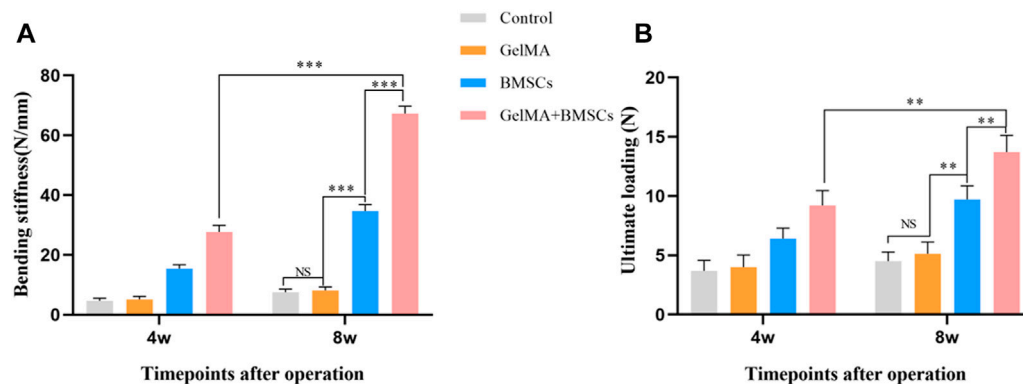 A
Bending stiffness(N/mm)
80
60
40
20
0
***
***
***
NS
4w
8w
Timepoints after operation
Control
GelMA
BMSCs
GelMA+BMSCs
B
Ultimate loading (N)
20
15
10
5
0
**
**
**
NS
4w
8w
Timepoints after operation